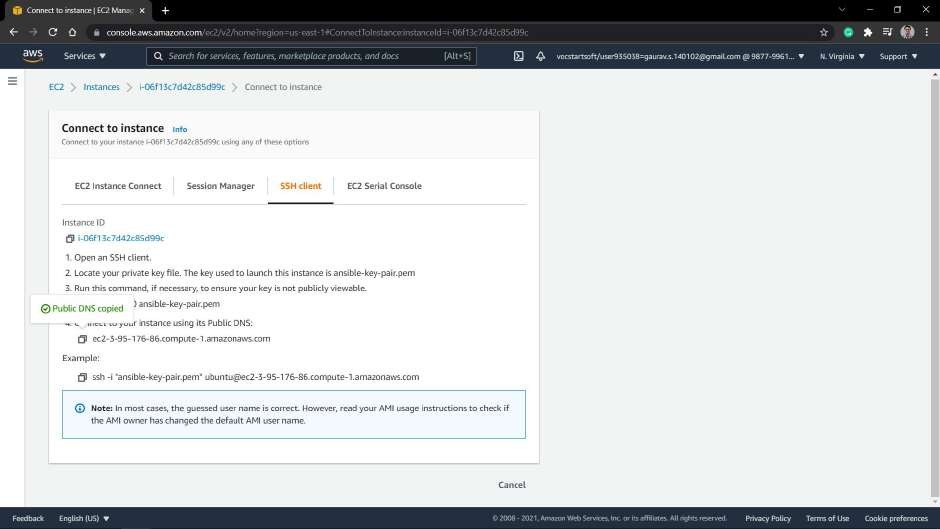 Connect to instance | EC2 Manag
console.aws.amazon.com/ec2/v2/home?region=us-east-1#ConnectToInstance:instanceId=i-06f13c7d42c85d99c
aws
Services
Search for services, features, marketplace products, and docs
[Alt+S]
vocstartsoft/user935038=gaurav.s.140102@gmail.com @ 9877-9961...
N. Virginia
Support
EC2
Instances
i-06f13c7d42c85d99c
Connect to instance
Connect to instance Info
Connect to your instance i-06f13c7d42c85d99c using any of these options
EC2 Instance Connect
Session Manager
SSH client
EC2 Serial Console
Instance ID
i-06f13c7d42c85d99c
1. Open an SSH client.
2. Locate your private key file. The key used to launch this instance is ansible-key-pair.pem
3. Run this command, if necessary, to ensure your key is not publicly viewable.
ansible-key-pair.pem
Public DNS copied
your instance using its Public DNS:
ec2-3-95-176-86.compute-1.amazonaws.com
Example:
ssh -i "ansible-key-pair.pem" ubuntu@ec2-3-95-176-86.compute-1.amazonaws.com
Note: In most cases, the guessed user name is correct. However, read your AMI usage instructions to check if
the AMI owner has changed the default AMI user name.
Cancel
Feedback
English (US)
© 2008 - 2021, Amazon Web Services, Inc. or its affiliates. All rights reserved.
Privacy Policy
Terms of Use
Cookie preferences